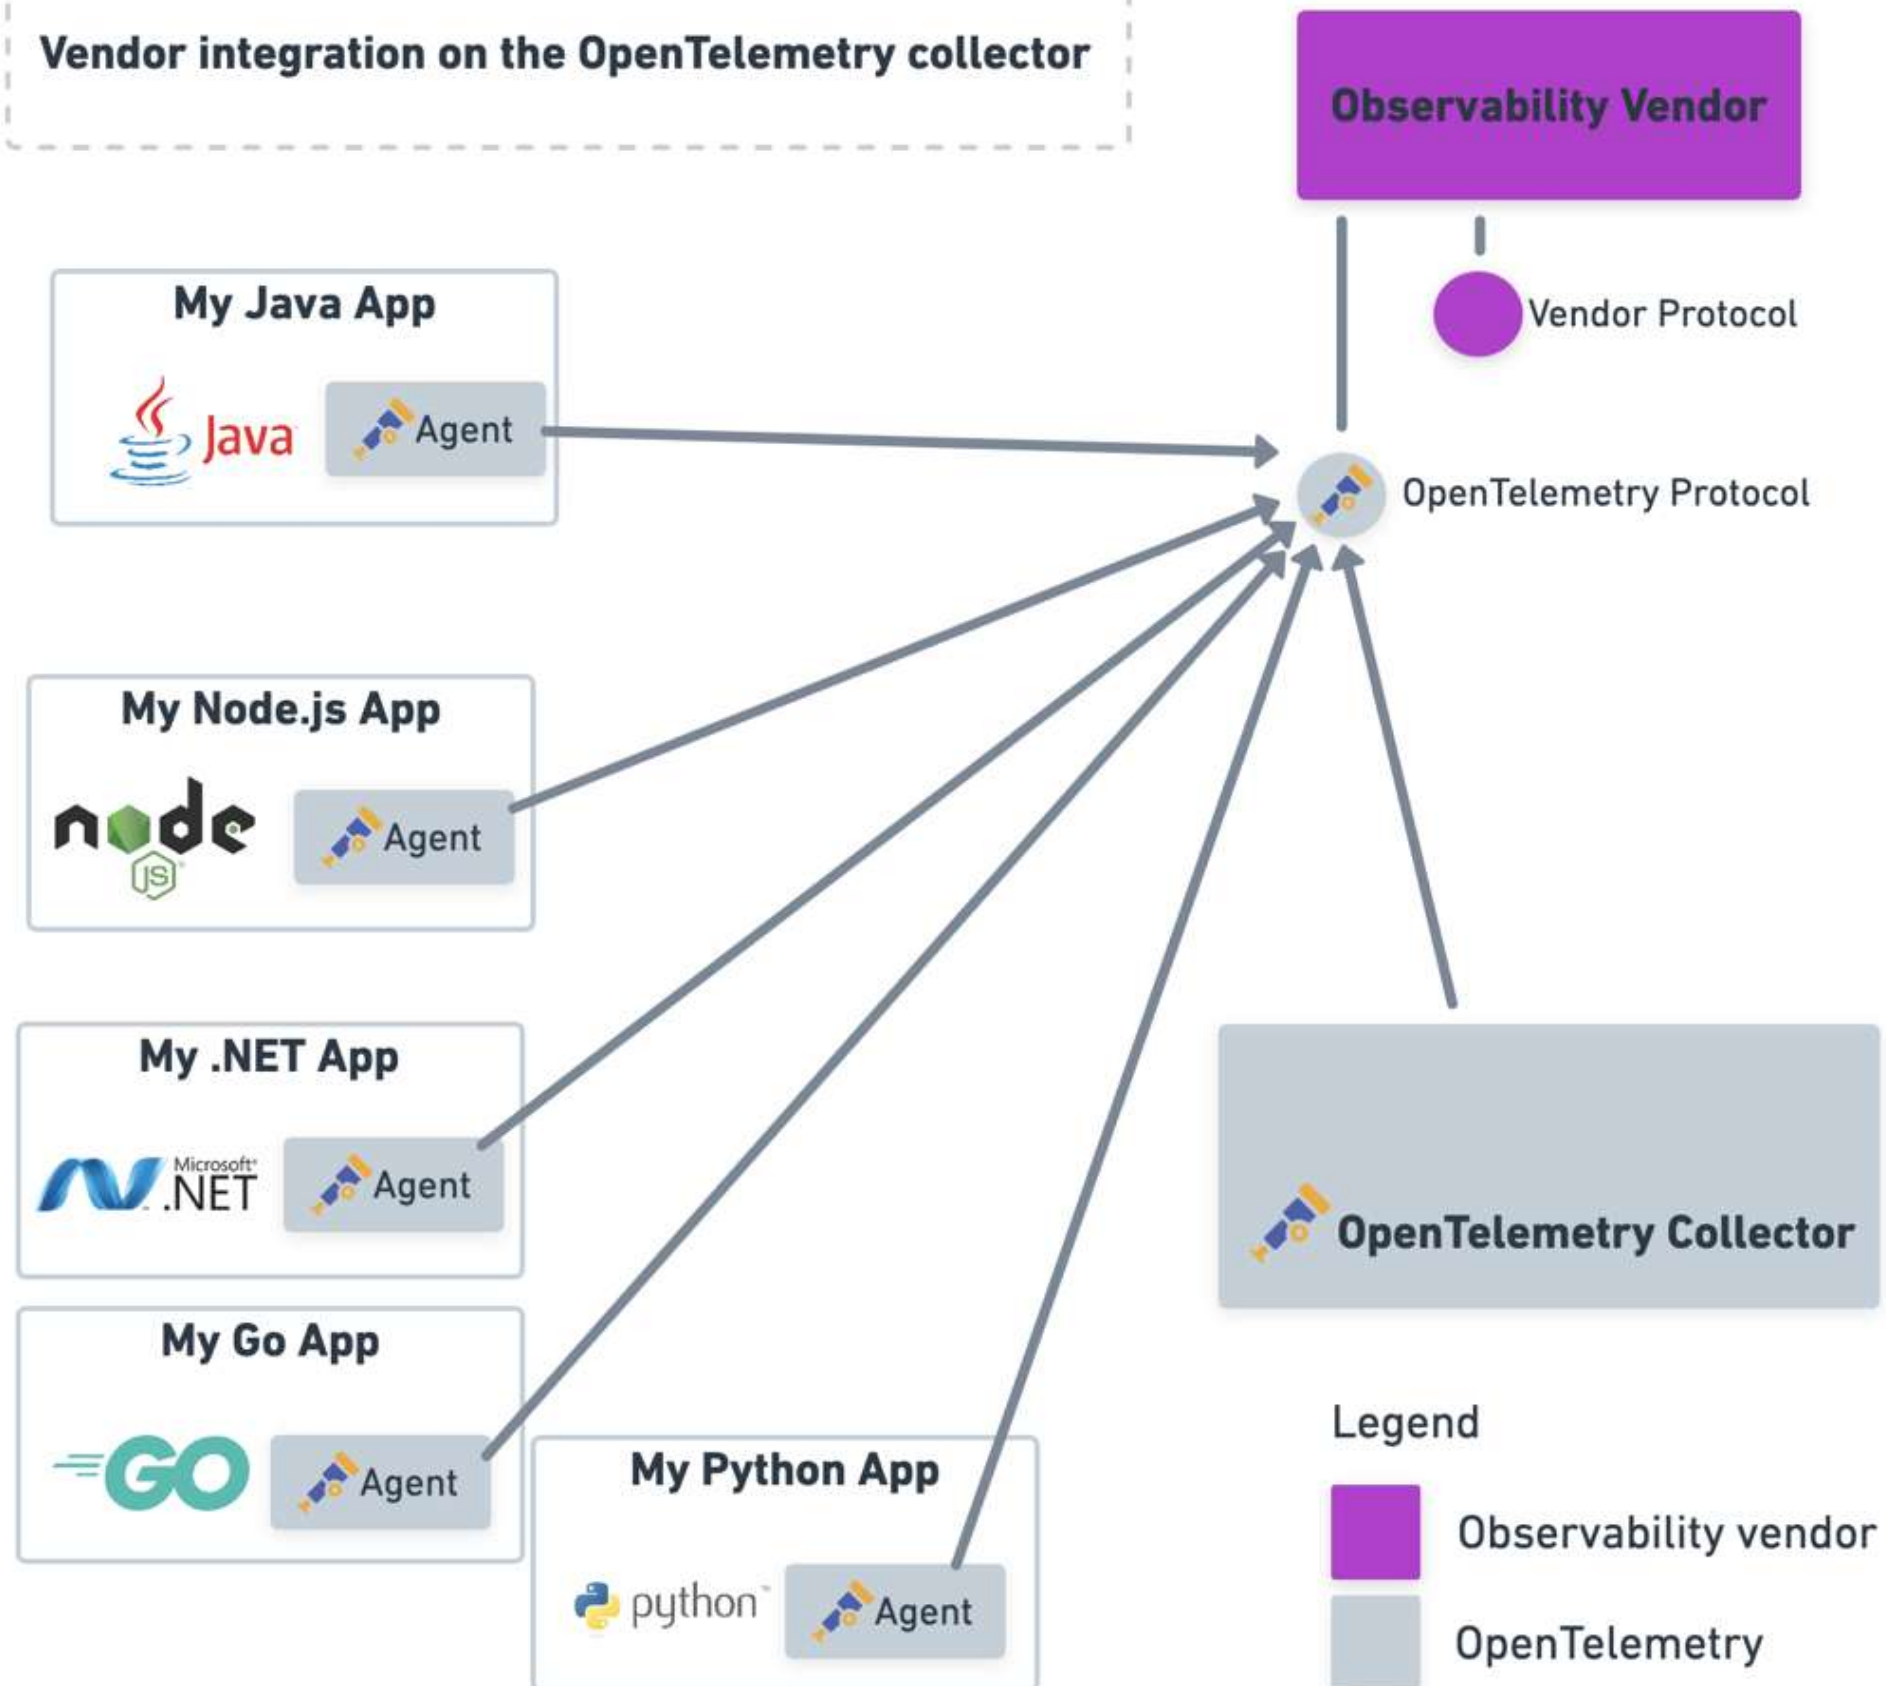 Vendor integration on the OpenTelemetry collector
Observability Vendor
Vendor Protocol
My Java App
Java
Agent
OpenTelemetry Protocol
My Node.js App
node
JS
Agent
My .NET App
Microsoft®
.NET
Agent
OpenTelemetry Collector
My Go App
GO
Agent
My Python App
python™
Agent
Legend
Observability vendor
OpenTelemetry